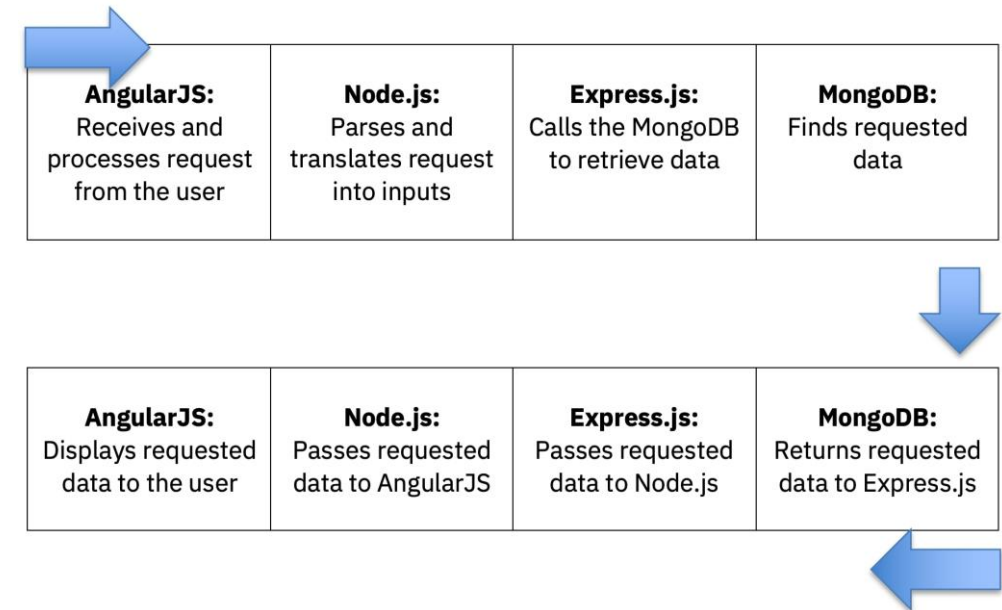 AngularJS:
Receives and
processes request
from the user
Node.js:
Parses and
translates request
into inputs
Express.js:
Calls the MongoDB
to retrieve data
MongoDB:
Finds requested
data
AngularJS:
Displays requested
data to the user
Node.js:
Passes requested
data to AngularJS
Express.js:
Passes requested
data to Node.js
MongoDB:
Returns requested
data to Express.js